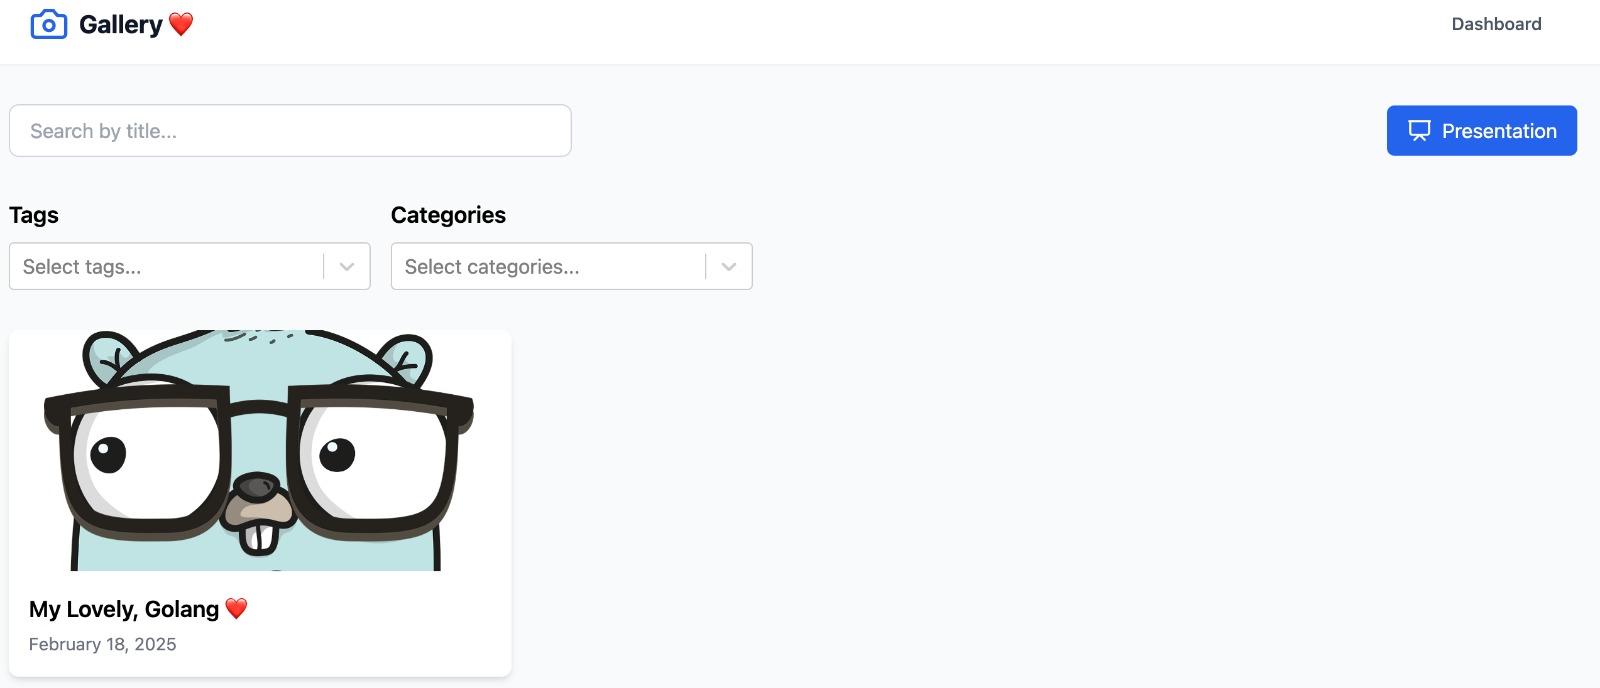 Gallery ❤️
Dashboard
Search by title...
Presentation
Tags
Categories
Select tags...
Select categories...
My Lovely, Golang ❤️
February 18, 2025